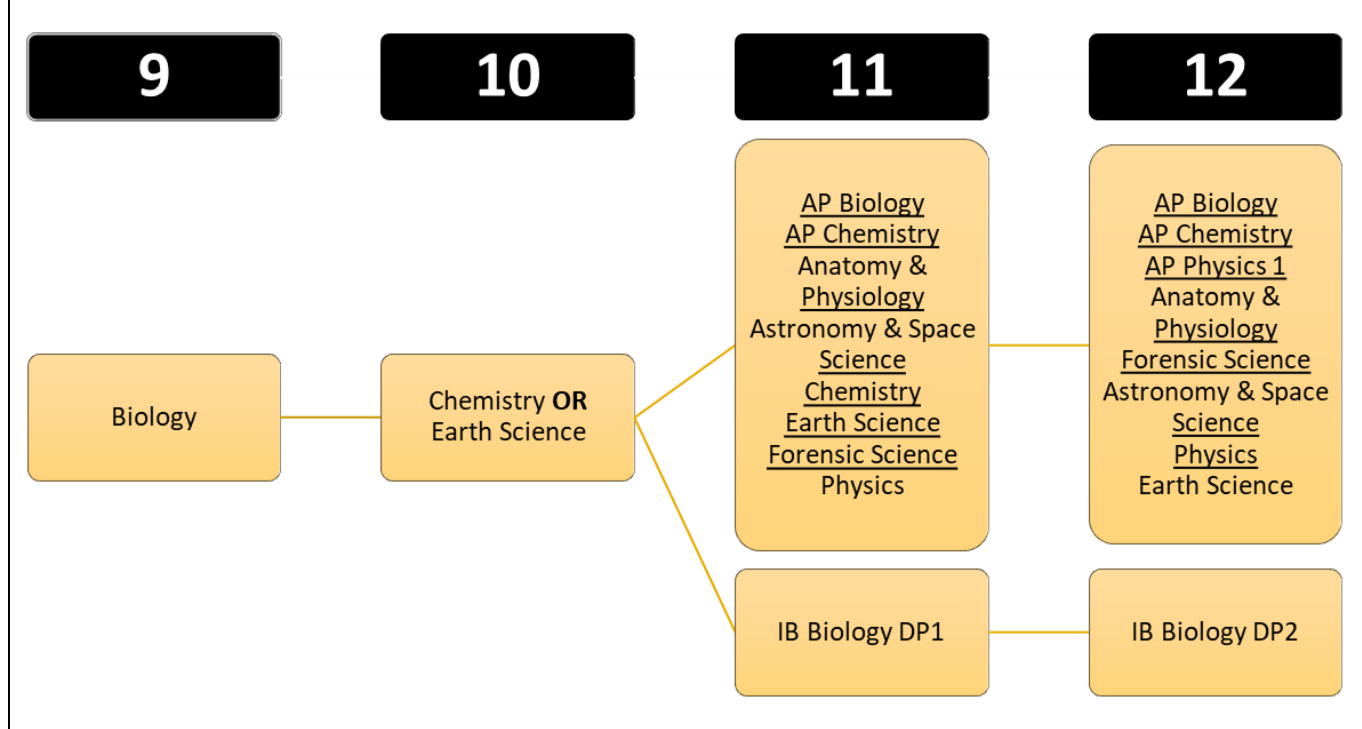 9
10
11
12
Biology
Chemistry OR
Earth Science
AP Biology
AP Chemistry
Anatomy &
Physiology
Astronomy & Space
Science
Chemistry
Earth Science
Forensic Science
Physics
AP Biology
AP Chemistry
AP Physics 1
Anatomy &
Physiology
Forensic Science
Astronomy & Space
Science
Physics
Earth Science
IB Biology DP1
IB Biology DP2